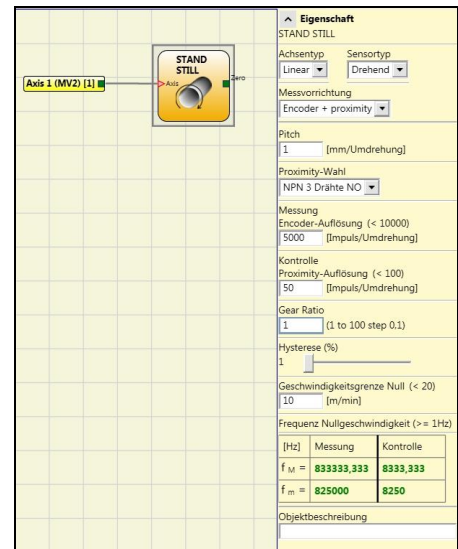 Eigenschaft
STAND STILL
Achsentyp Sensortyp
Linear Drehend
Messvorrichtung
Encoder + proximity
Pitch
1 [mm/Umdrehung]
Proximity-Wahl
NPN 3 Drähte NO
Messung
Encoder-Auflösung (< 10000)
5000 [Impuls/Umdrehung]
Kontrolle
Proximity-Auflösung (< 100)
50 [Impuls/Umdrehung]
Gear Ratio
1 (1 to 100 step 0,1)
Hysterese (%)
1
Geschwindigkeitsgrenze Null (< 20)
10 [m/min]
Frequenz Nullgeschwindigkeit (>= 1Hz)
[Hz] Messung Kontrolle
f M = 833333,333 8333,333
f m = 825000 8250
Objektbeschreibung
STAND
STILL
Axis 1 (MV2) [1]
Axis
Zero